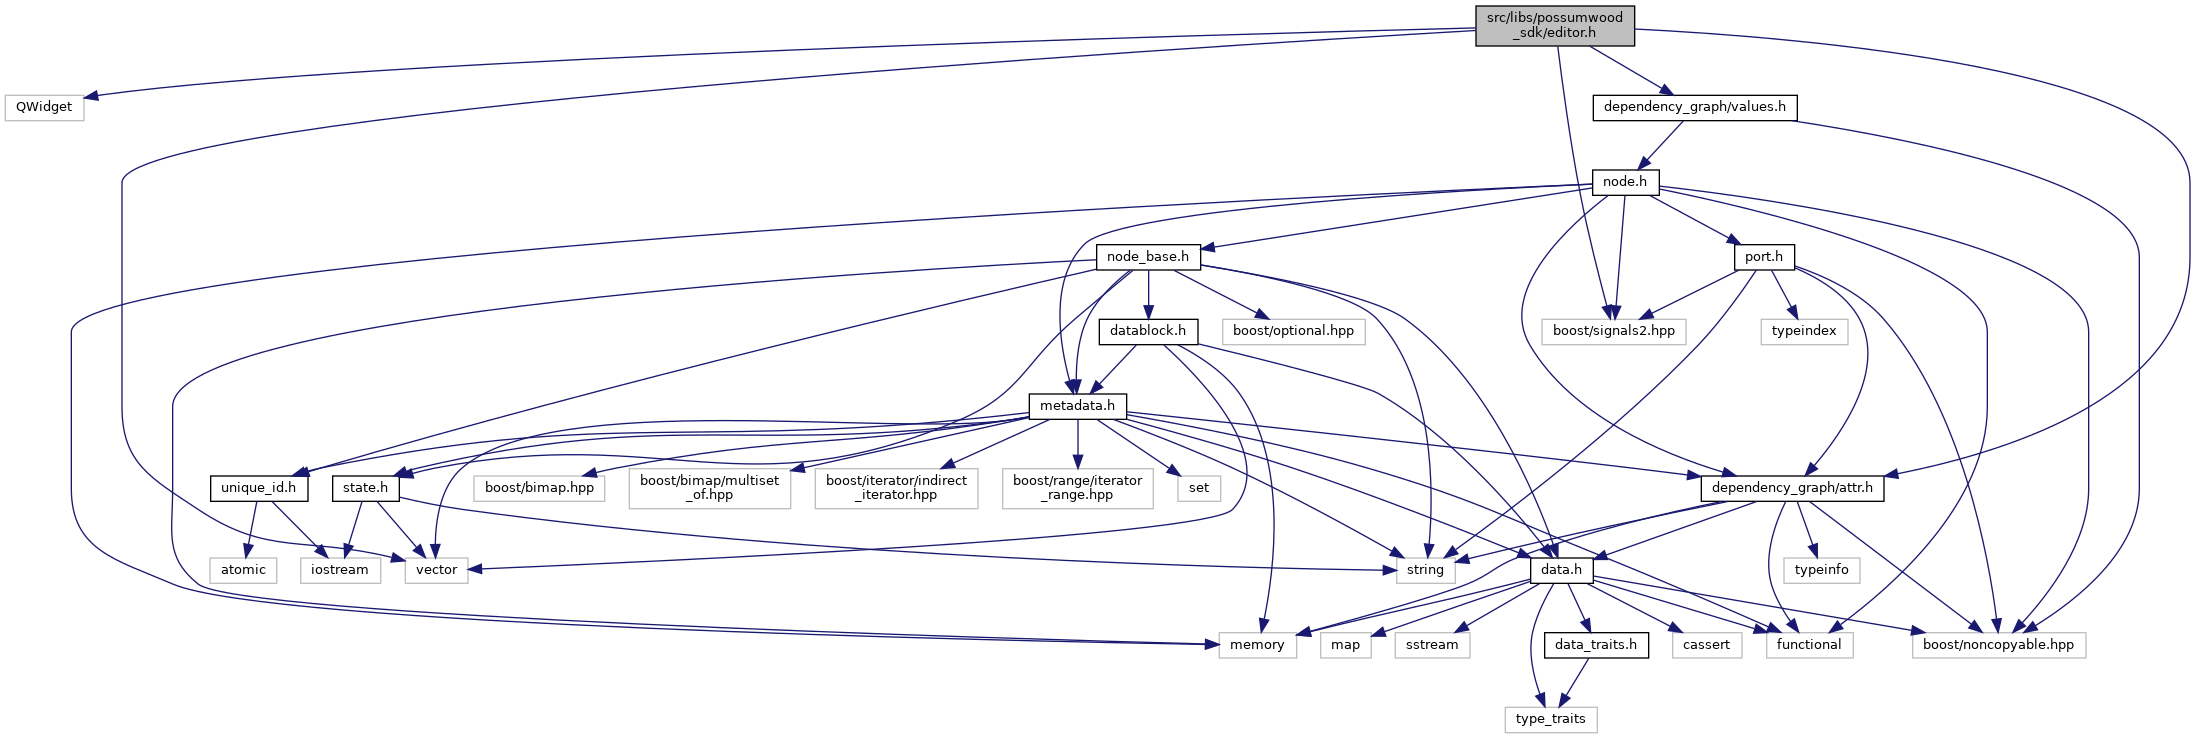 src/libs/possumwood
_sdk/editor.h
QWidget
dependency_graph/values.h
node.h
node_base.h
port.h
datablock.h
boost/optional.hpp
boost/signals2.hpp
typeindex
metadata.h
unique_id.h
state.h
boost/bimap.hpp
boost/bimap/multiset
_of.hpp
boost/iterator/indirect
_iterator.hpp
boost/range/iterator
_range.hpp
set
dependency_graph/attr.h
atomic
iostream
vector
string
data.h
typeinfo
memory
map
sstream
data_traits.h
cassert
functional
boost/noncopyable.hpp
type_traits